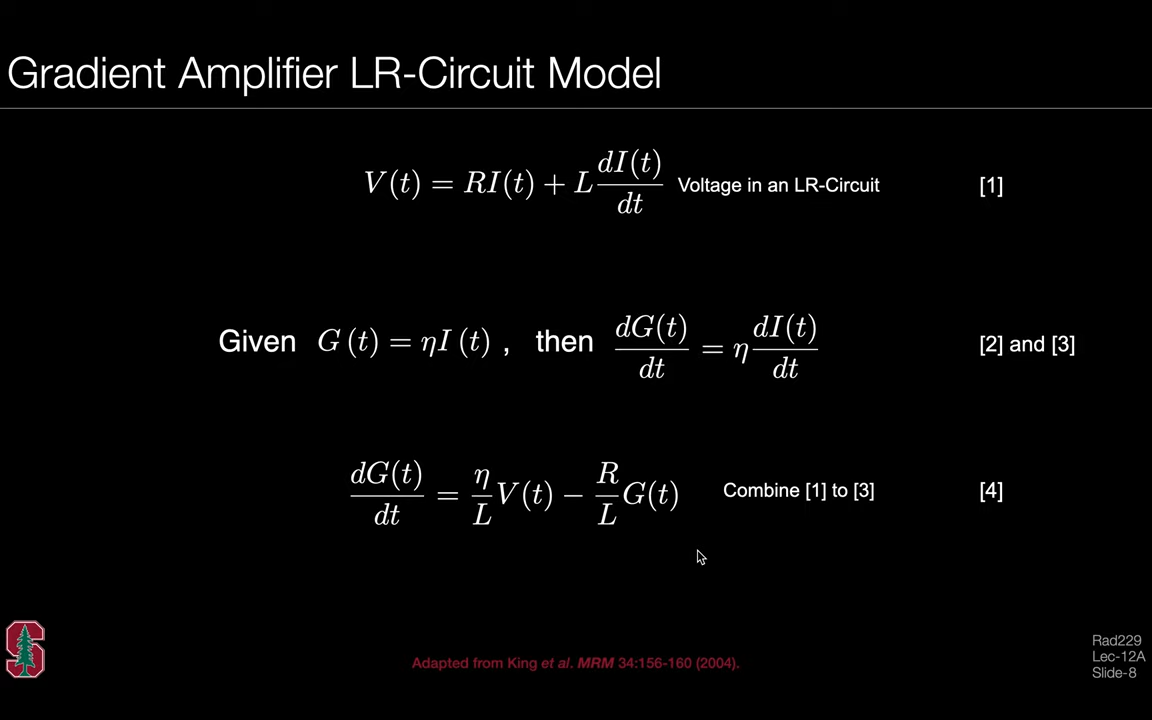 Gradient Amplifier LR-Circuit Model
V(t) = RI(t) + L dI(t)/dt Voltage in an LR-Circuit [1]
Given G(t) = ηI(t), then dG(t)/dt = η dI(t)/dt [2] and [3]
dG(t)/dt = η/L V(t) − R/L G(t) Combine [1] to [3] [4]
Adapted from King et al. MRM 34:156-160 (2004).
Rad229
Lec-12A
Slide-8
S